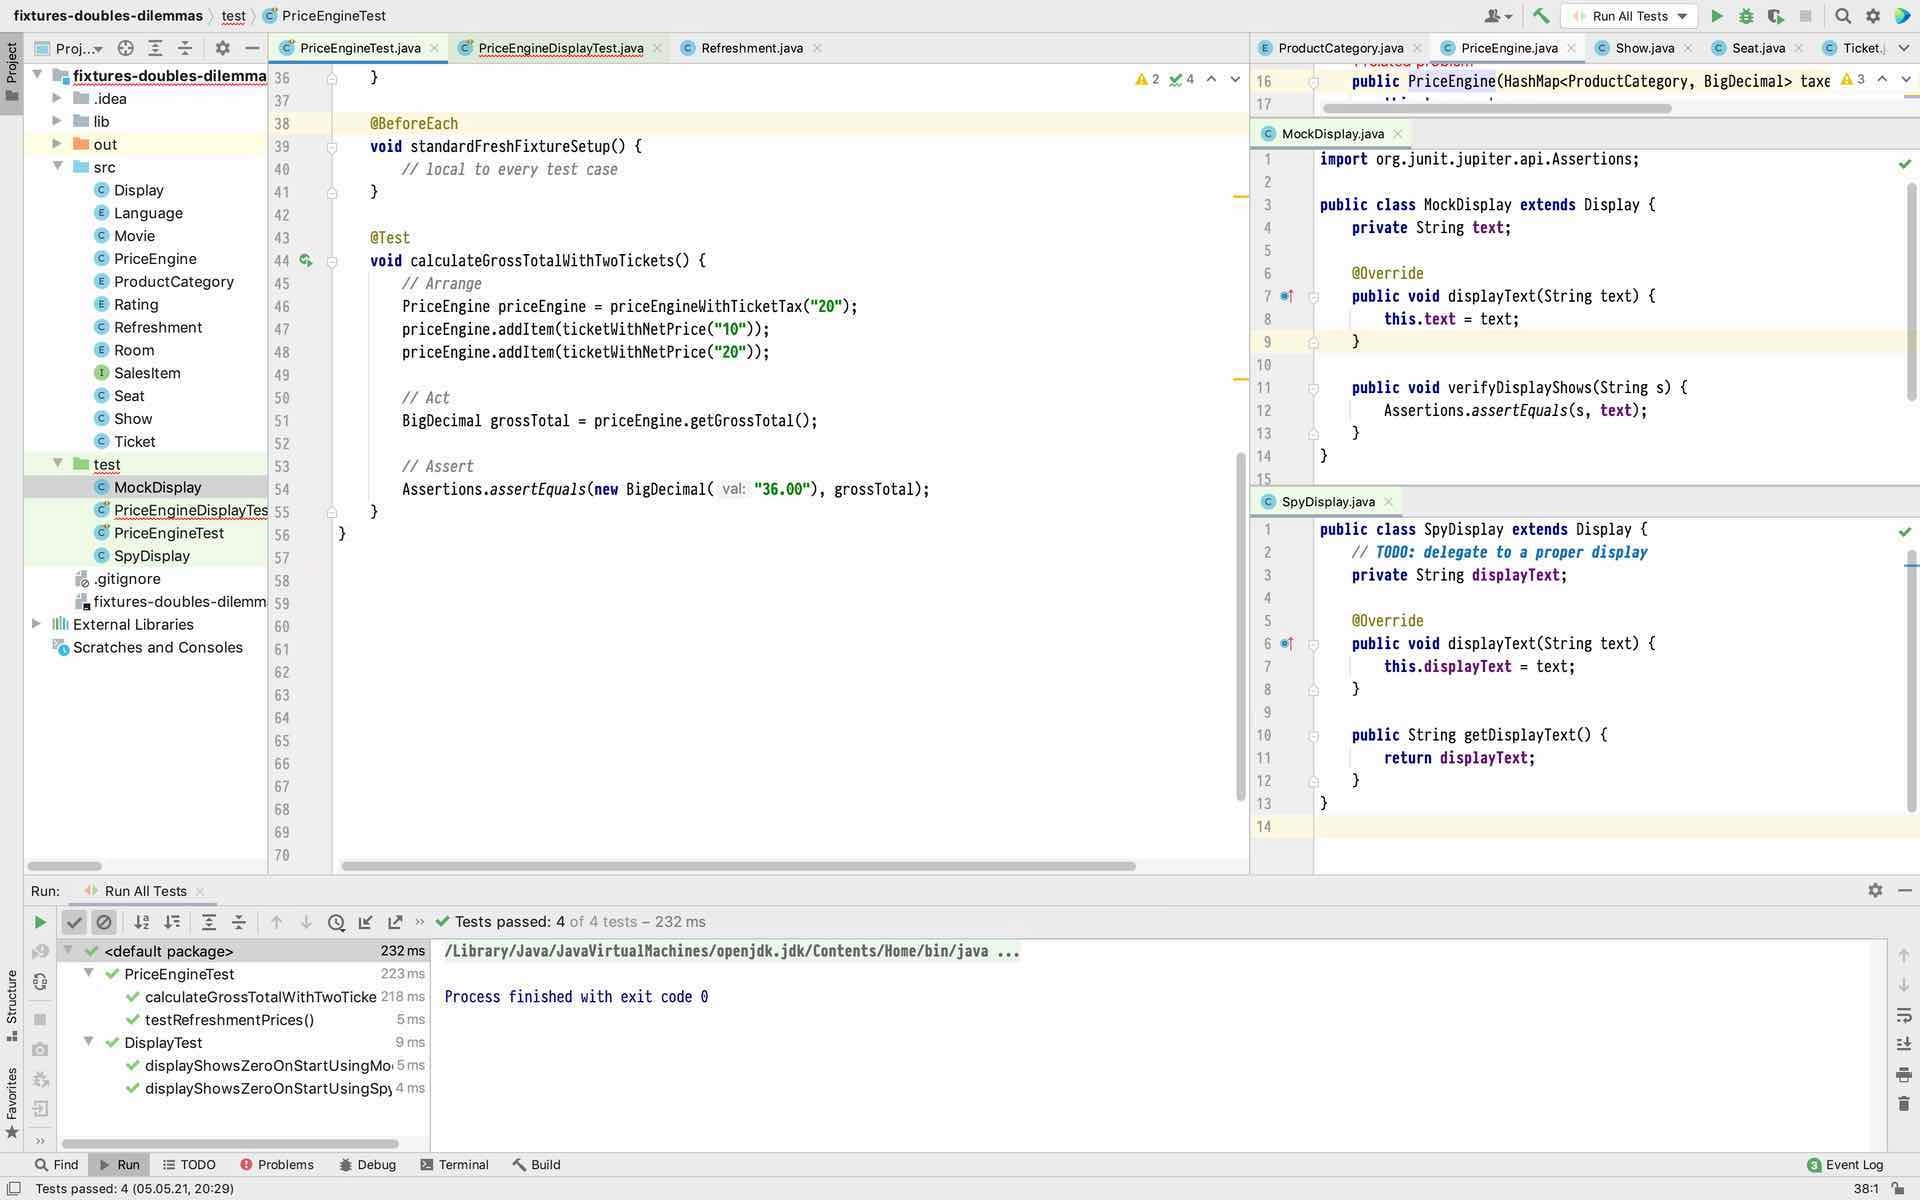 fixtures-doubles-dilemmas test PriceEngineTest Run All Tests
Project
Proj... PriceEngineTest.java PriceEngineDisplayTest.java Refreshment.java
ProductCategory.java PriceEngine.java Show.java Seat.java Ticket.j
fixtures-doubles-dilemma
.idea
lib
out
src
Display
Language
Movie
PriceEngine
ProductCategory
Rating
Refreshment
Room
SalesItem
Seat
Show
Ticket
test
MockDisplay
PriceEngineDisplayTes
PriceEngineTest
SpyDisplay
.gitignore
fixtures-doubles-dilemm
External Libraries
Scratches and Consoles
2 4
36 }
37
38 @BeforeEach
39 void standardFreshFixtureSetup() {
40 // local to every test case
41 }
42
43 @Test
44 void calculateGrossTotalWithTwoTickets() {
45 // Arrange
46 PriceEngine priceEngine = priceEngineWithTicketTax("20");
47 priceEngine.addItem(ticketWithNetPrice("10"));
48 priceEngine.addItem(ticketWithNetPrice("20"));
49
50 // Act
51 BigDecimal grossTotal = priceEngine.getGrossTotal();
52
53 // Assert
54 Assertions.assertEquals(new BigDecimal( val: "36.00"), grossTotal);
55 }
56 }
57
58
59
60
61
62
63
64
65
66
67
68
69
70
16 public PriceEngine(HashMap<ProductCategory, BigDecimal> taxe 3
17
MockDisplay.java
1 import org.junit.jupiter.api.Assertions;
2
3 public class MockDisplay extends Display {
4 private String text;
5
6 @Override
7 public void displayText(String text) {
8 this.text = text;
9 }
10
11 public void verifyDisplayShows(String s) {
12 Assertions.assertEquals(s, text);
13 }
14 }
15
SpyDisplay.java
1 public class SpyDisplay extends Display {
2 // TODO: delegate to a proper display
3 private String displayText;
4
5 @Override
6 public void displayText(String text) {
7 this.displayText = text;
8 }
9
10 public String getDisplayText() {
11 return displayText;
12 }
13 }
14
Run: Run All Tests
Tests passed: 4 of 4 tests – 232 ms
<default package> 232 ms
PriceEngineTest 223 ms
calculateGrossTotalWithTwoTicke 218 ms
testRefreshmentPrices() 5 ms
DisplayTest 9 ms
displayShowsZeroOnStartUsingMo 5 ms
displayShowsZeroOnStartUsingSpy 4 ms
/Library/Java/JavaVirtualMachines/openjdk.jdk/Contents/Home/bin/java ...
Process finished with exit code 0
Structure
Favorites
Find Run TODO Problems Debug Terminal Build 3 Event Log
Tests passed: 4 (05.05.21, 20:29) 38:1